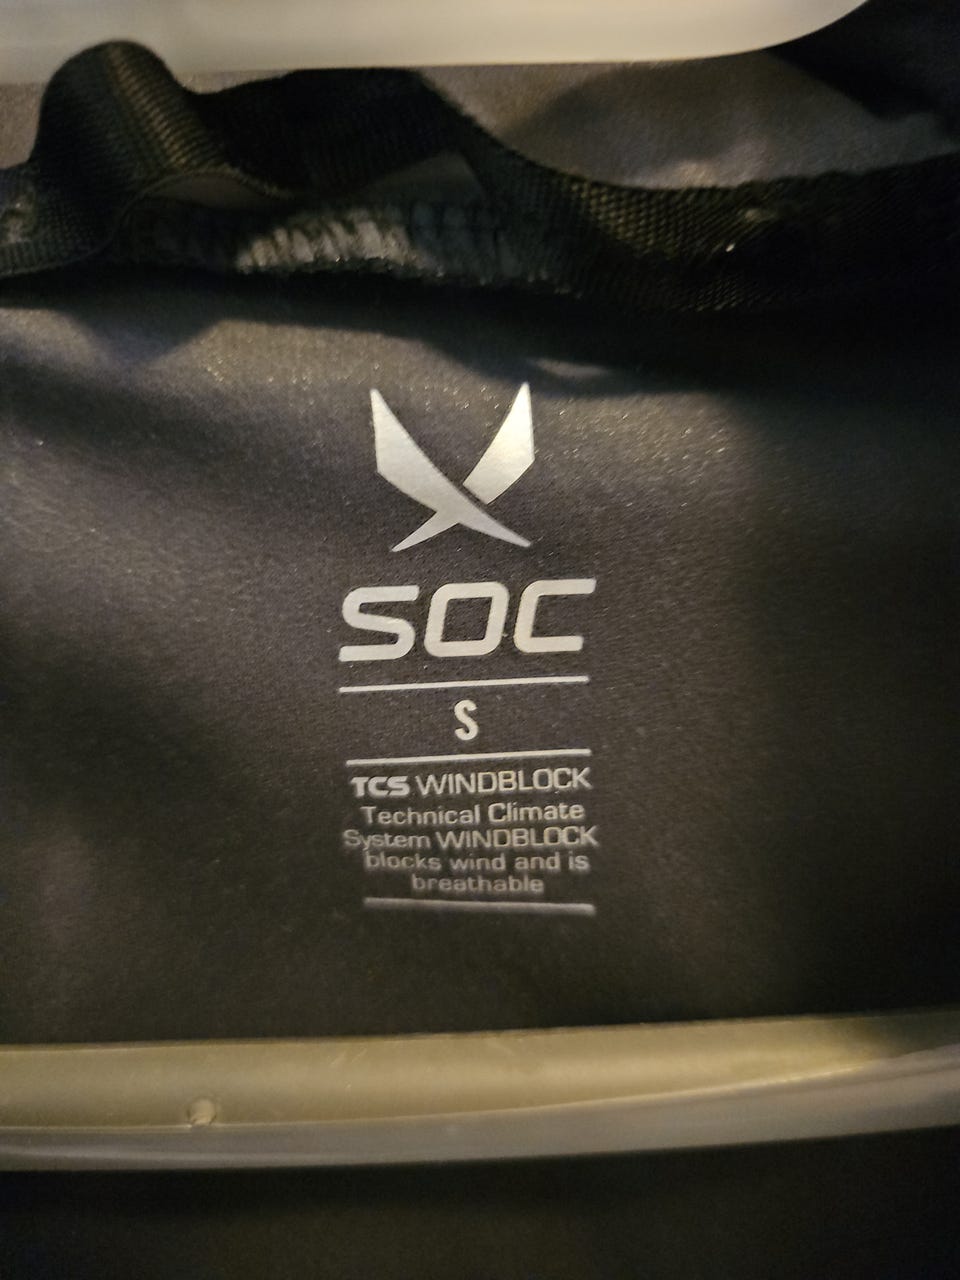 SOC
S
TCS WINDBLOCK
Technical Climate
System WINDBLOCK
blocks wind and is
breathable